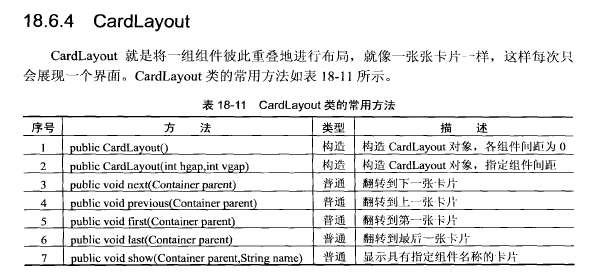 18.6.4 CardLayout
CardLayout 就是将一组组件彼此重叠地进行布局，就像一张张卡片一样，这样每次只
会展现一个界面。CardLayout 类的常用方法如表 18-11 所示。
表 18-11 CardLayout 类的常用方法
序号 方 法 类型 描 述
1 public CardLayout() 构造 构造 CardLayout 对象，各组件间距为 0
2 public CardLayout(int hgap,int vgap) 构造 构造 CardLayout 对象，指定组件间距
3 public void next(Container parent) 普通 翻转到下一张卡片
4 public void previous(Container parent) 普通 翻转到上一张卡片
5 public void first(Container parent) 普通 翻转到第一张卡片
6 public void last(Container parent) 普通 翻转到最后一张卡片
7 public void show(Container parent,String name) 普通 显示具有指定组件名称的卡片